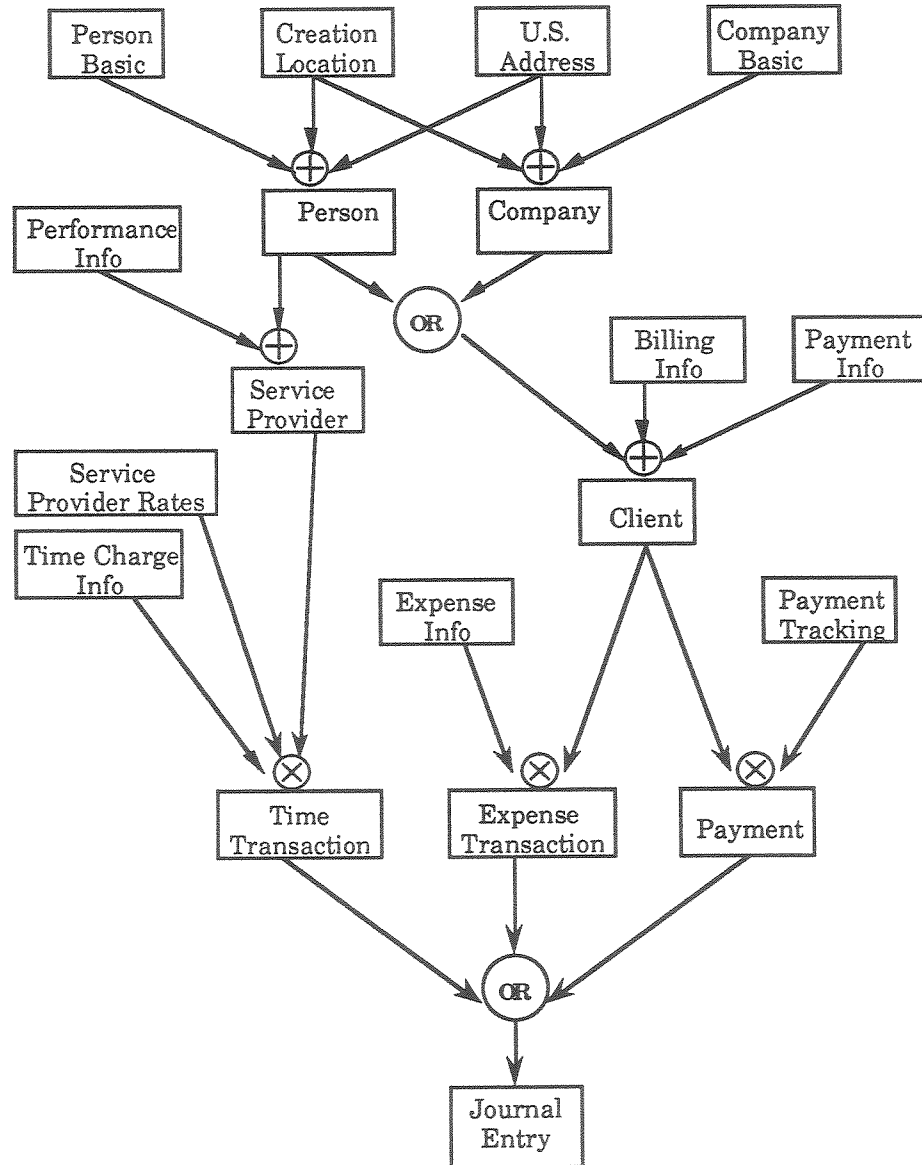 Person
Basic
Creation
Location
U.S.
Address
Company
Basic
Person
Company
Performance
Info
OR
Billing
Info
Payment
Info
Service
Provider
Service
Provider Rates
Client
Time Charge
Info
Expense
Info
Payment
Tracking
Time
Transaction
Expense
Transaction
Payment
OR
Journal
Entry